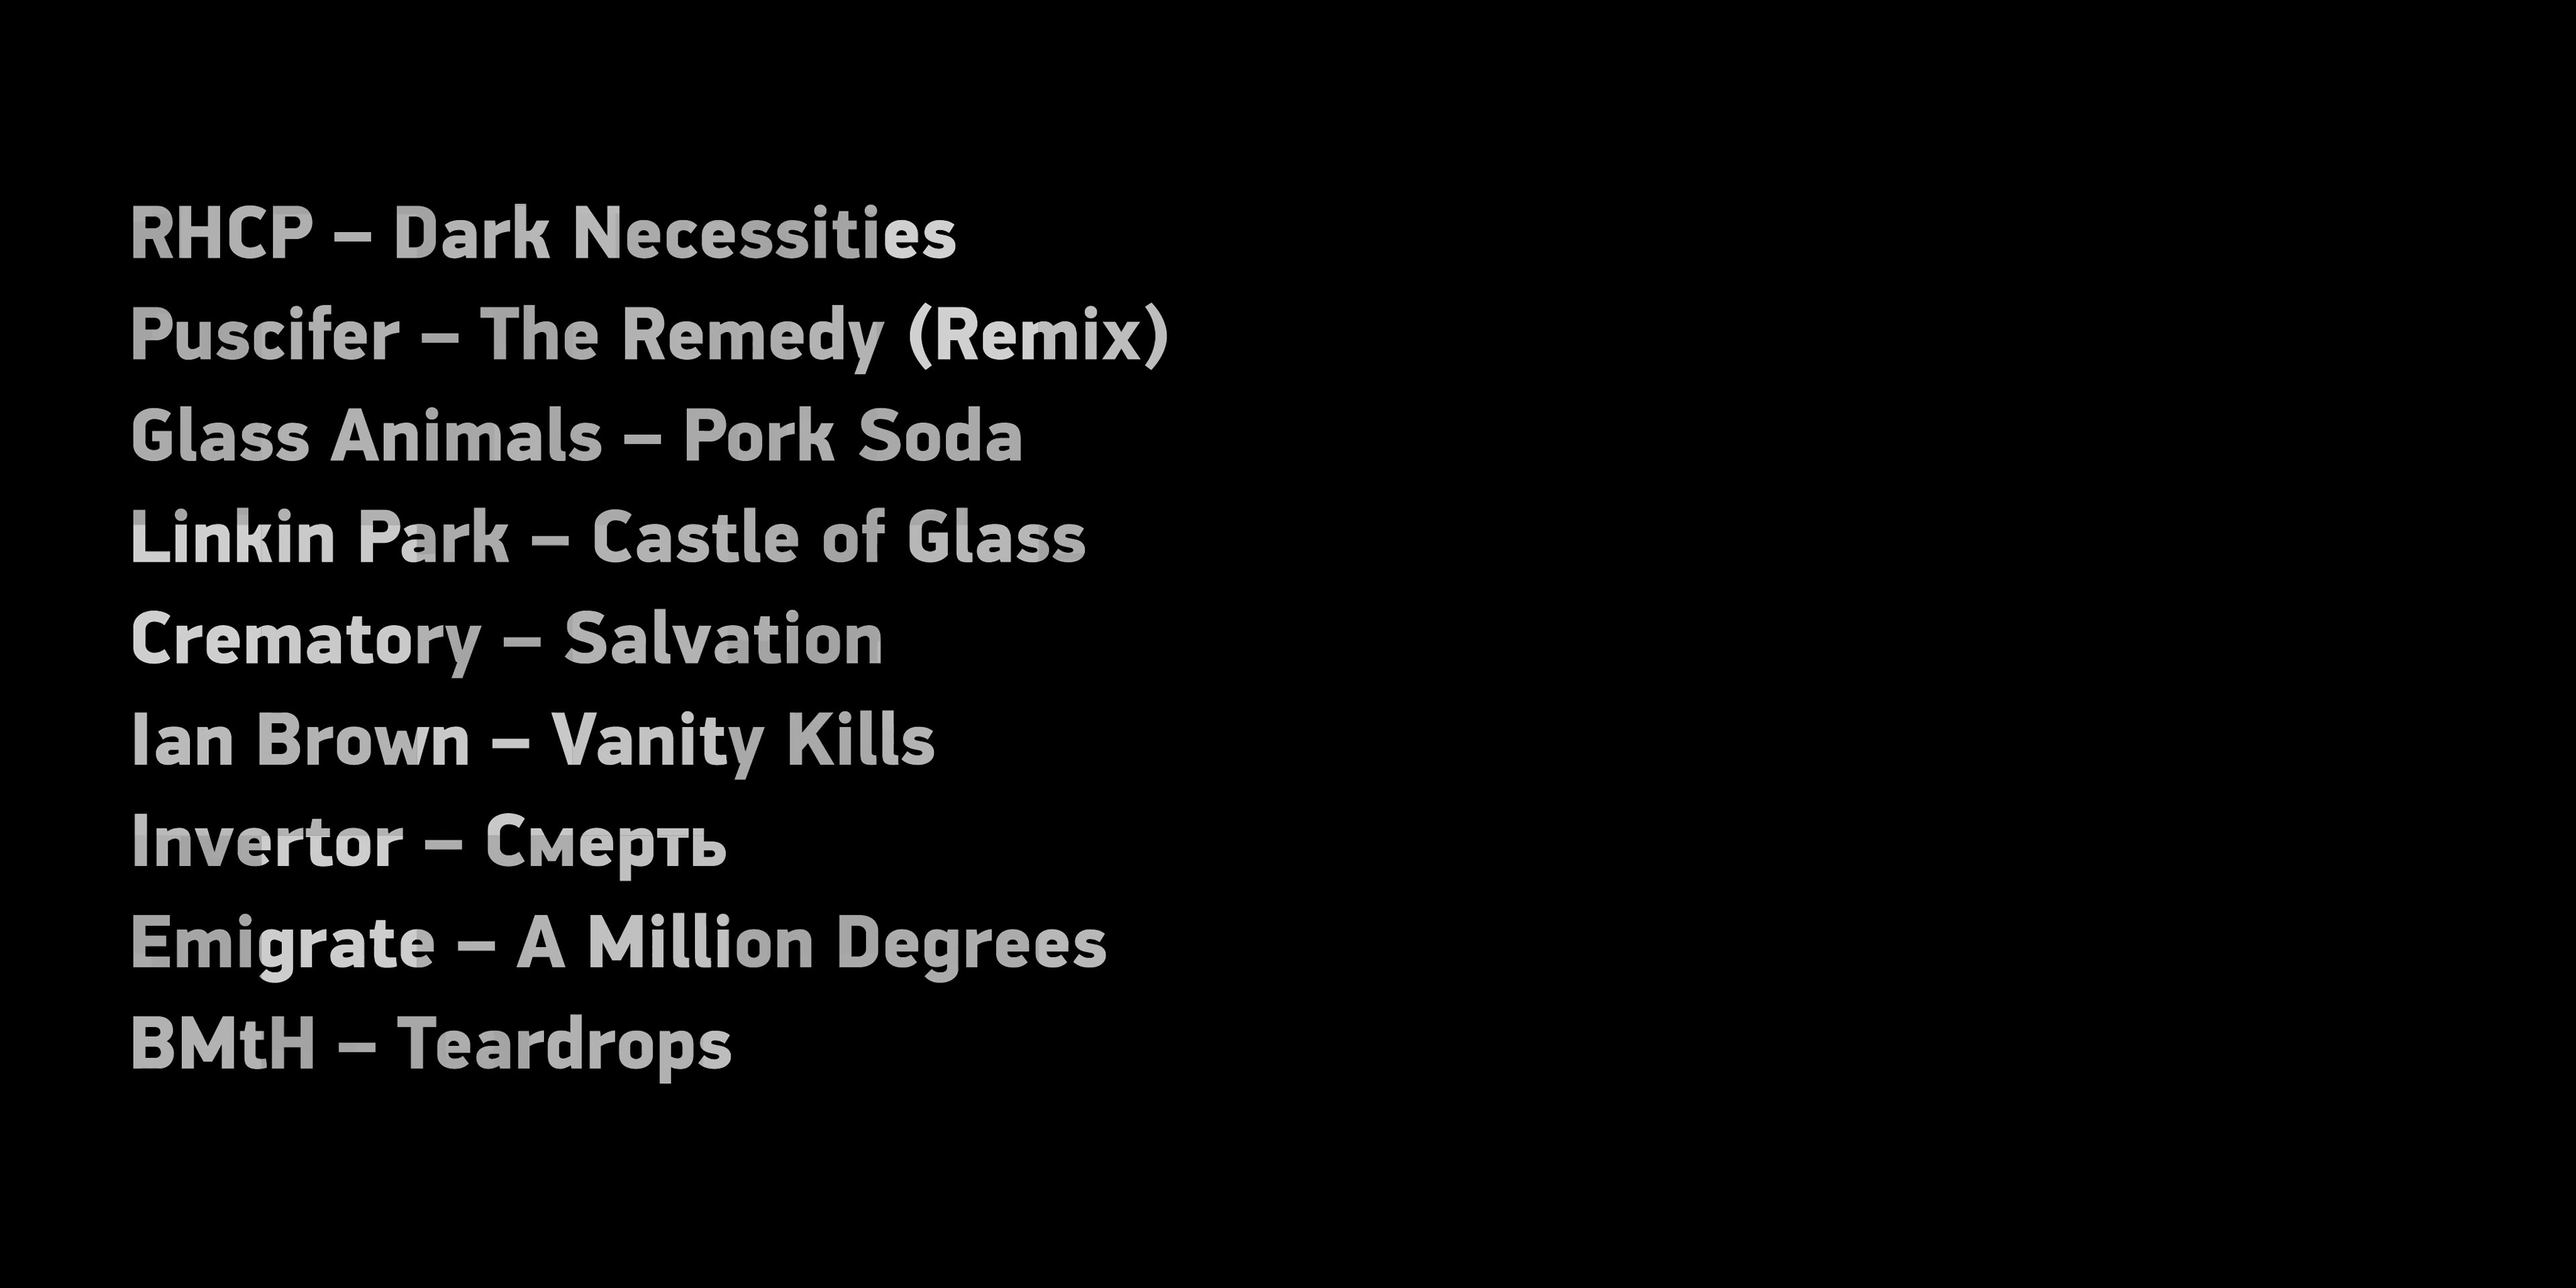 RHCP – Dark Necessities
Puscifer – The Remedy (Remix)
Glass Animals – Pork Soda
Linkin Park – Castle of Glass
Crematory – Salvation
Ian Brown – Vanity Kills
Invertor – Смерть
Emigrate – A Million Degrees
BMtH – Teardrops